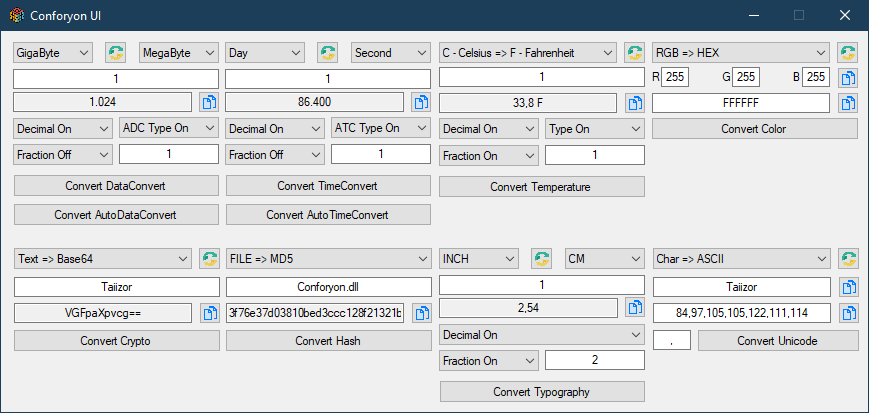 Conforyon UI
GigaByte MegaByte Day Second C - Celsius => F - Fahrenheit RGB => HEX
1 1 1 R 255 G 255 B 255
1.024 86.400 33,8 F FFFFFF
Decimal On ADC Type On Decimal On ATC Type On Decimal On Type On Convert Color
Fraction Off 1 Fraction Off 1 Fraction On 1
Convert DataConvert Convert TimeConvert Convert Temperature
Convert AutoDataConvert Convert AutoTimeConvert
Text => Base64 FILE => MD5 INCH CM Char => ASCII
Taiizor Conforyon.dll 1 Taiizor
VGFpaXpvcg== 3f76e37d03810bed3ccc128f21321b 2,54 84,97,105,105,122,111,114
Convert Crypto Convert Hash Decimal On , Convert Unicode
Fraction On 2
Convert Typography